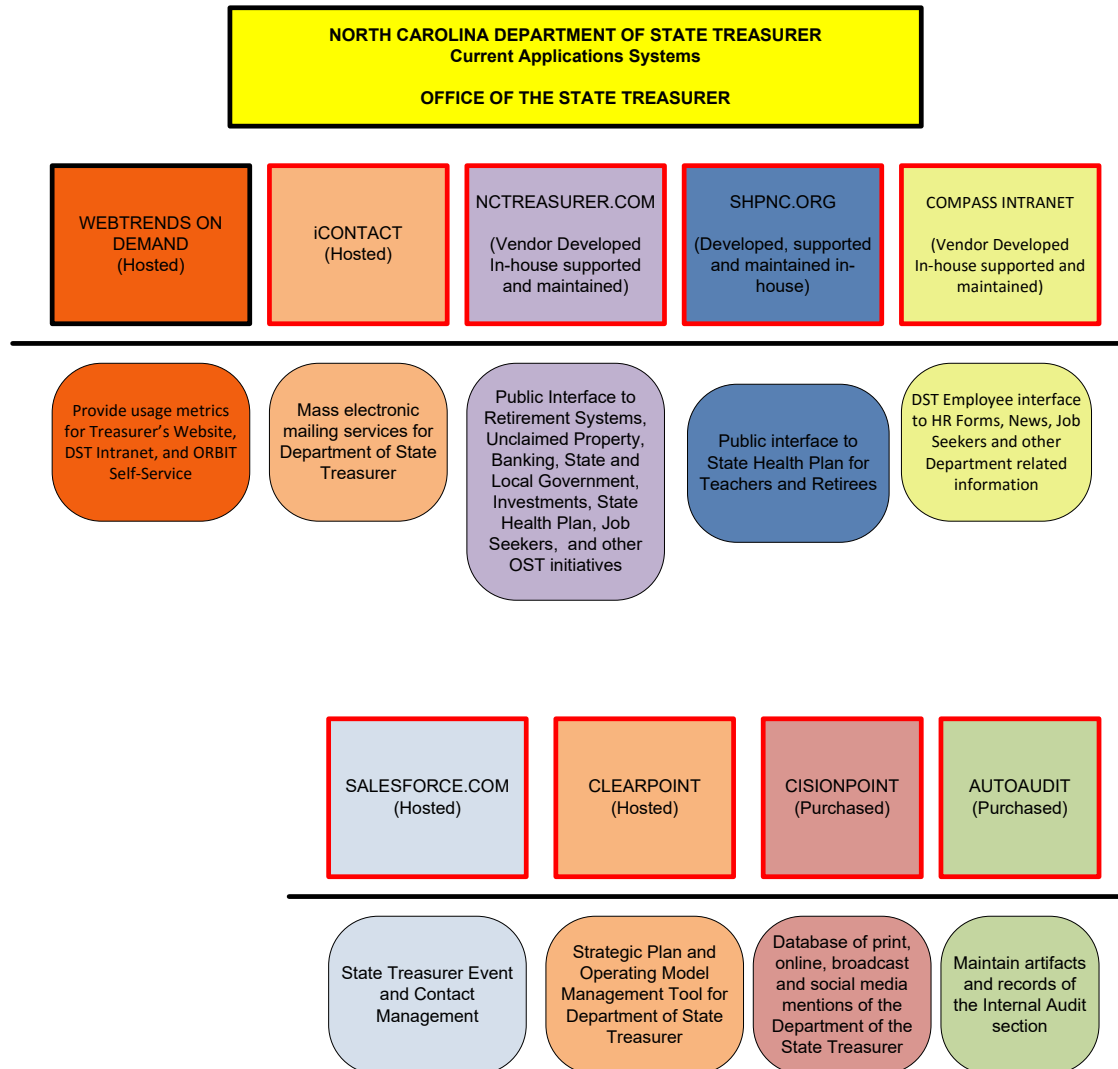 NORTH CAROLINA DEPARTMENT OF STATE TREASURER
Current Applications Systems
OFFICE OF THE STATE TREASURER
WEBTRENDS ON
DEMAND
(Hosted)
iCONTACT
(Hosted)
NCTREASURER.COM
(Vendor Developed
In-house supported
and maintained)
SHPNC.ORG
(Developed, supported
and maintained in-
house)
COMPASS INTRANET
(Vendor Developed
In-house supported and
maintained)
Provide usage metrics
for Treasurer's Website,
DST Intranet, and ORBIT
Self-Service
Mass electronic
mailing services for
Department of State
Treasurer
Public Interface to
Retirement Systems,
Unclaimed Property,
Banking, State and
Local Government,
Investments, State
Health Plan, Job
Seekers, and other
OST initiatives
Public interface to
State Health Plan for
Teachers and Retirees
DST Employee interface
to HR Forms, News, Job
Seekers and other
Department related
information
SALESFORCE.COM
(Hosted)
CLEARPOINT
(Hosted)
CISIONPOINT
(Purchased)
AUTOAUDIT
(Purchased)
State Treasurer Event
and Contact
Management
Strategic Plan and
Operating Model
Management Tool for
Department of State
Treasurer
Database of print,
online, broadcast
and social media
mentions of the
Department of the
State Treasurer
Maintain artifacts
and records of
the Internal Audit
section